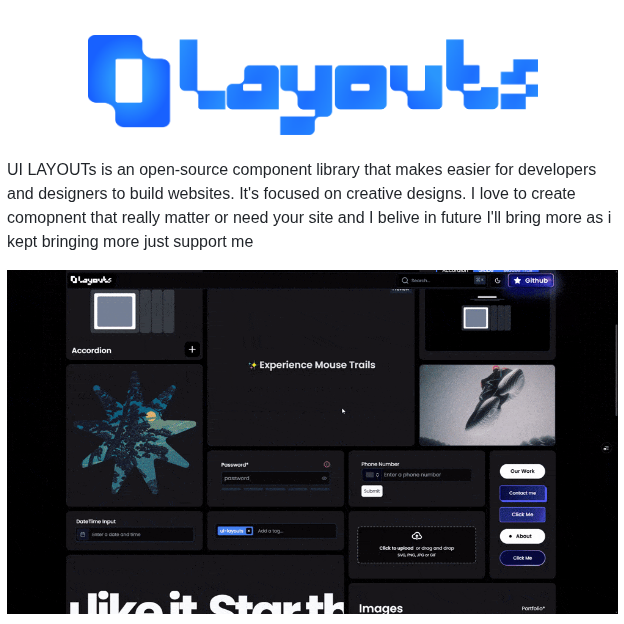 Layouts
UI LAYOUTs is an open-source component library that makes easier for developers
and designers to build websites. It's focused on creative designs. I love to create
comopnent that really matter or need your site and I belive in future I'll bring more as i
kept bringing more just support me
Layouts
Search...
Github
Accordion
✨ Experience Mouse Trails
Password*
password
Phone Number
Enter a phone number
Submit
Our Work
Contact me
Click Me
About
Click Me
DateTime Input
Enter a date and time
ui-layouts
Add a tag...
Click to upload or drag and drop
SVG, PNG, JPG or GIF
u like it Star th
Images
Portfolio*